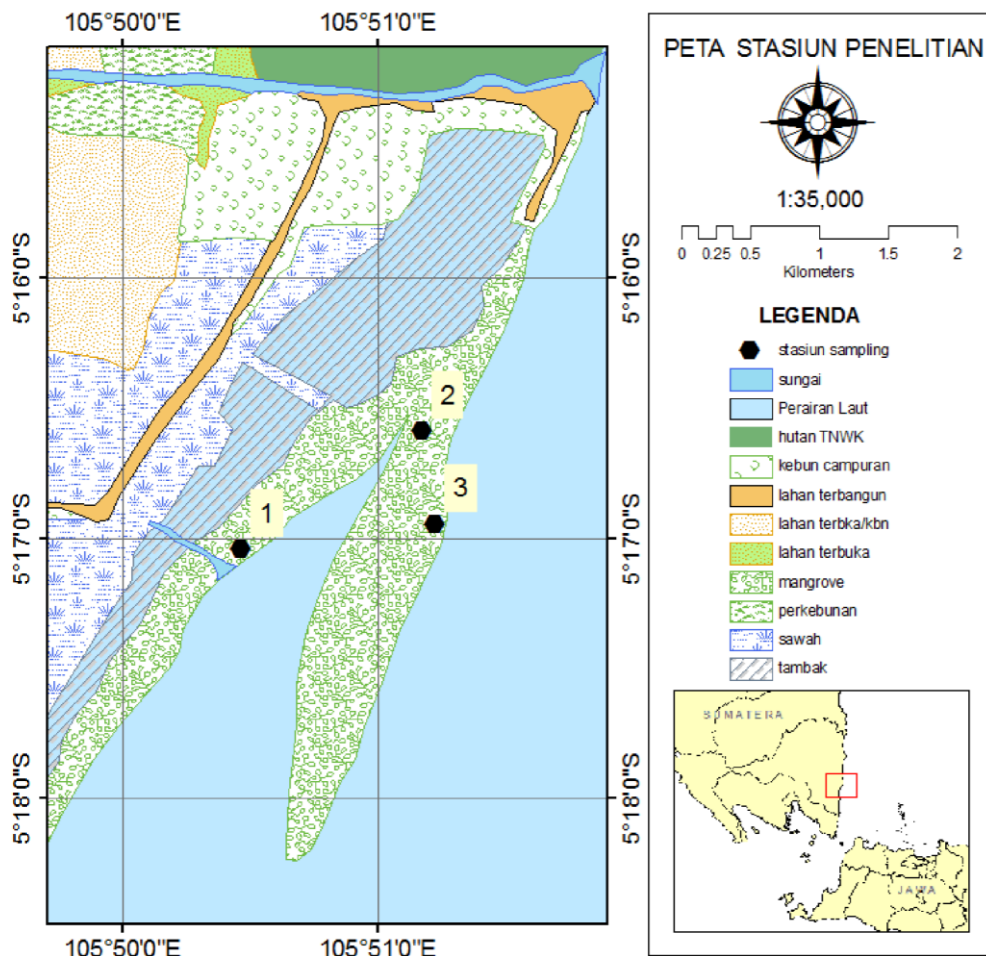 105°50'0"E
105°51'0"E
5°16'0"S
5°17'0"S
5°18'0"S
5°16'0"S
5°17'0"S
5°18'0"S
2
3
1
105°50'0"E
105°51'0"E
PETA STASIUN PENELITIAN
1:35,000
0 0.25 0.5 1 1.5 2
Kilometers
LEGENDA
stasiun sampling
sungai
Perairan Laut
hutan TNWK
kebun campuran
lahan terbangun
lahan terbka/kbn
lahan terbuka
mangrove
perkebunan
sawah
tambak
SUMATERA
JAWA